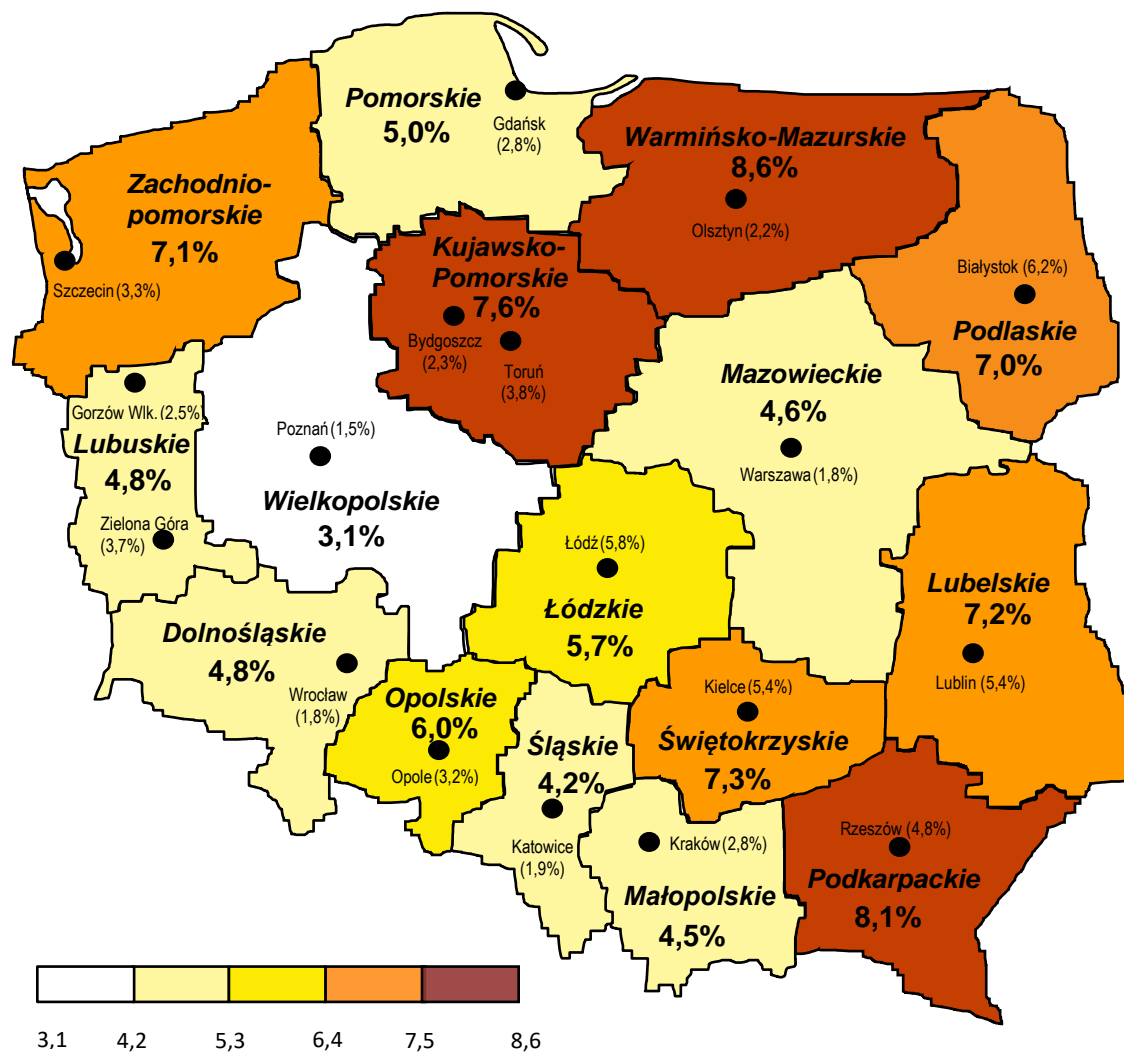 Pomorskie
5,0%
Gdańsk
(2,8%)
Warmińsko-Mazurskie
8,6%
Olsztyn (2,2%)
Zachodnio-
pomorskie
7,1%
Szczecin (3,3%)
Kujawsko-
Pomorskie
7,6%
Bydgoszcz
(2,3%)
Toruń
(3,8%)
Białystok (6,2%)
Podlaskie
7,0%
Mazowieckie
4,6%
Warszawa (1,8%)
Gorzów Wlk. (2,5%)
Lubuskie
4,8%
Zielona Góra
(3,7%)
Poznań (1,5%)
Wielkopolskie
3,1%
Łódź (5,8%)
Łódzkie
5,7%
Lubelskie
7,2%
Lublin (5,4%)
Dolnośląskie
4,8%
Wrocław
(1,8%)
Opolskie
6,0%
Opole (3,2%)
Śląskie
4,2%
Katowice
(1,9%)
Kielce (5,4%)
Świętokrzyskie
7,3%
Kraków (2,8%)
Małopolskie
4,5%
Rzeszów (4,8%)
Podkarpackie
8,1%
3,1 4,2 5,3 6,4 7,5 8,6